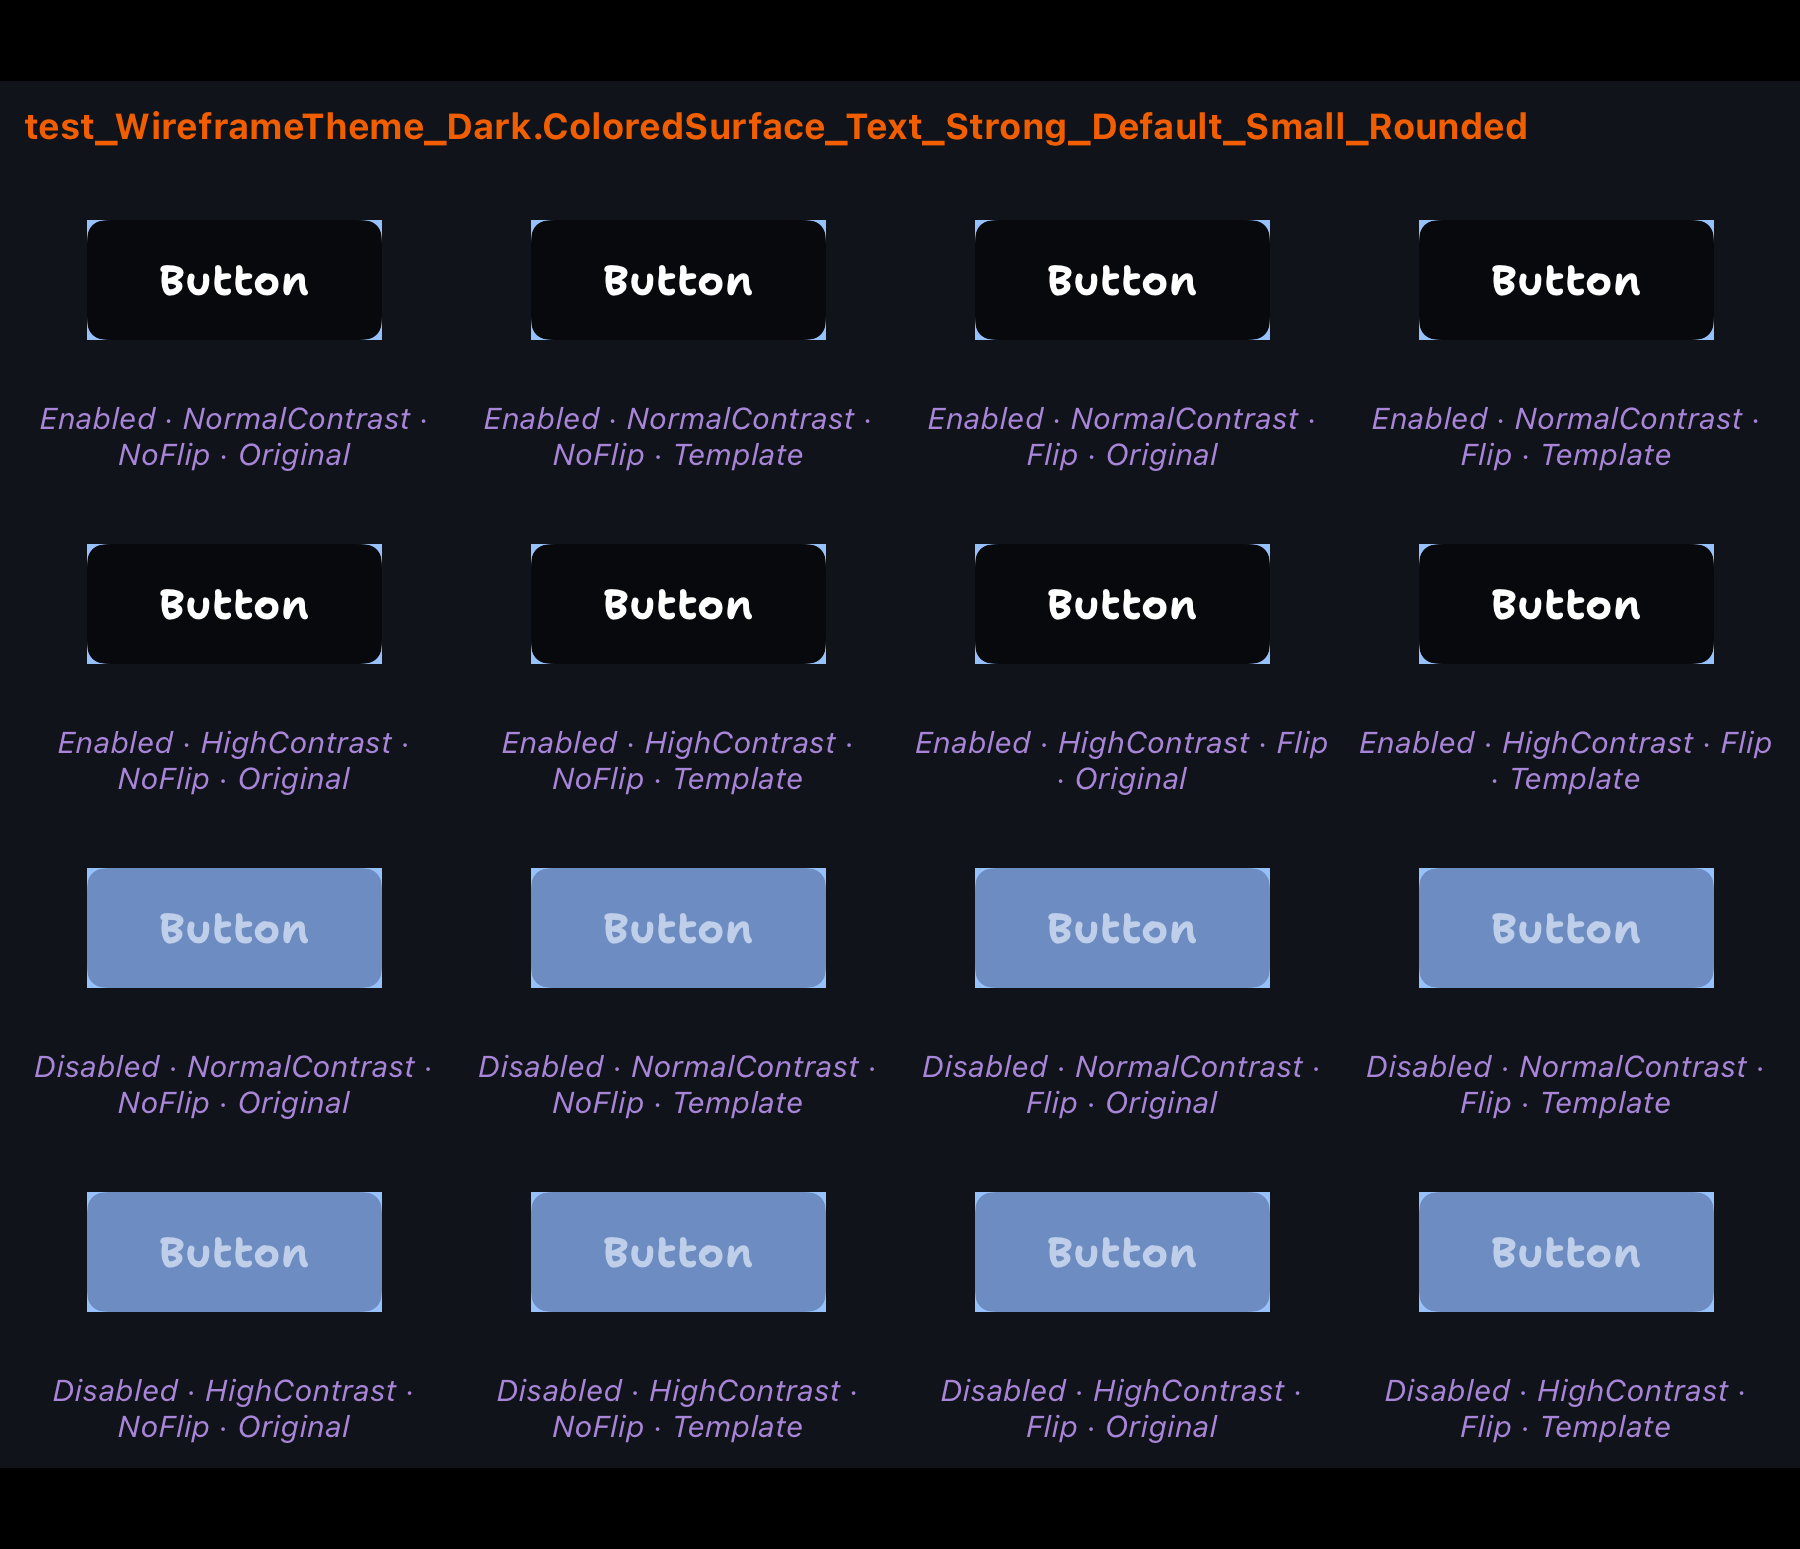 test_WireframeTheme_Dark.ColoredSurface_Text_Strong_Default_Small_Rounded
Button Button Button Button
Enabled · NormalContrast · Enabled · NormalContrast · Enabled · NormalContrast · Enabled · NormalContrast ·
NoFlip · Original NoFlip · Template Flip · Original Flip · Template
Button Button Button Button
Enabled · HighContrast · Enabled · HighContrast · Enabled · HighContrast · Flip Enabled · HighContrast · Flip
NoFlip · Original NoFlip · Template · Original · Template
Button Button Button Button
Disabled · NormalContrast · Disabled · NormalContrast · Disabled · NormalContrast · Disabled · NormalContrast ·
NoFlip · Original NoFlip · Template Flip · Original Flip · Template
Button Button Button Button
Disabled · HighContrast · Disabled · HighContrast · Disabled · HighContrast · Disabled · HighContrast ·
NoFlip · Original NoFlip · Template Flip · Original Flip · Template